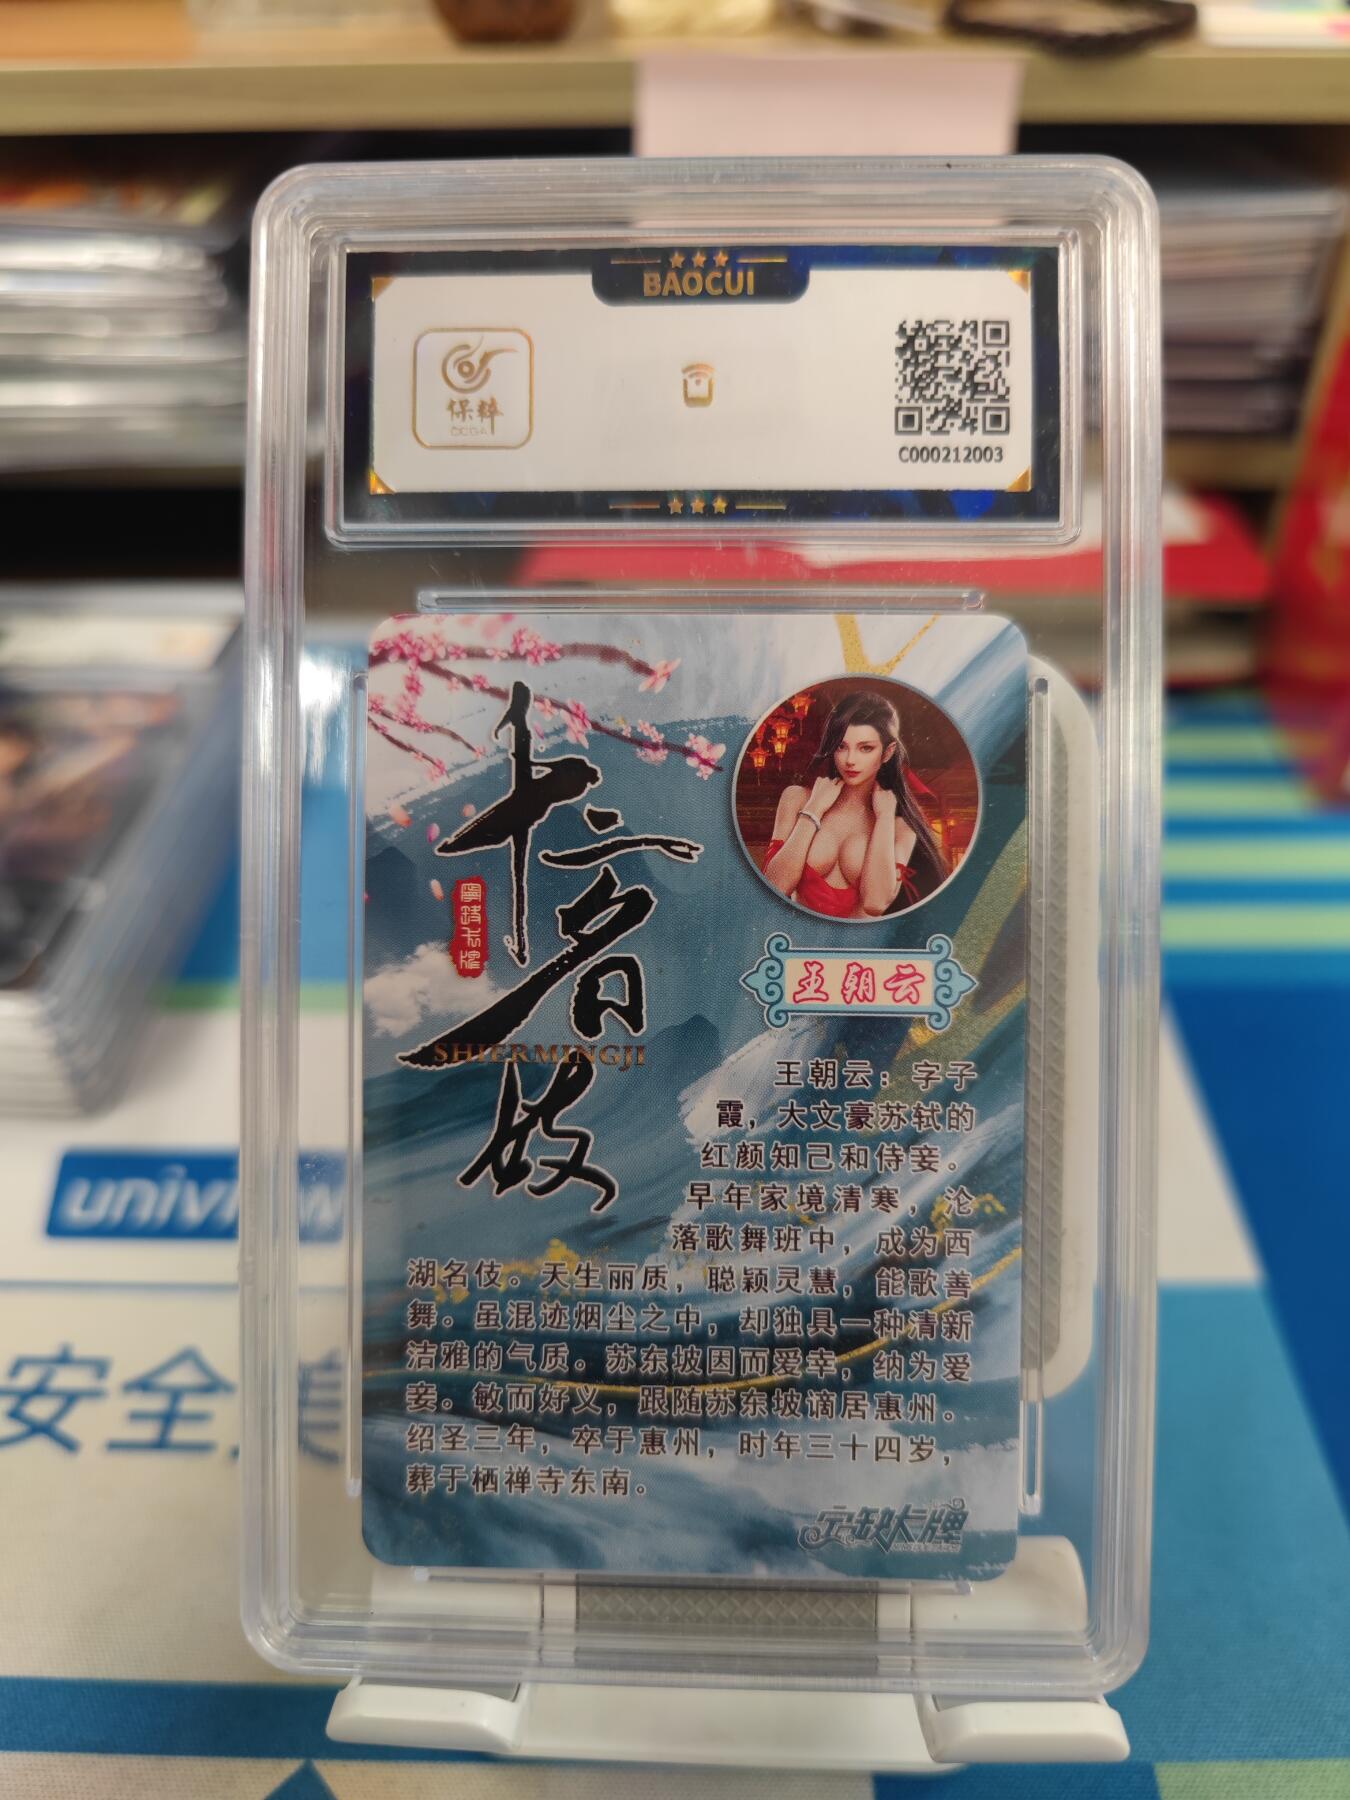 BAOCUI
保粹
C000212003
十二名妓
SHIERMINGJI
王朝云
王朝云：字子
霞，大文豪苏轼的
红颜知己和侍妾。
早年家境清寒，沦
落歌舞班中，成为西
湖名伎。天生丽质，聪颖灵慧，能歌善
舞。虽混迹烟尘之中，却独具一种清新
洁雅的气质。苏东坡因而爱幸，纳为爱
妾。敏而好义，跟随苏东坡谪居惠州。
绍圣三年，卒于惠州，时年三十四岁，
葬于栖禅寺东南。
宁缺卡牌
univi
安全